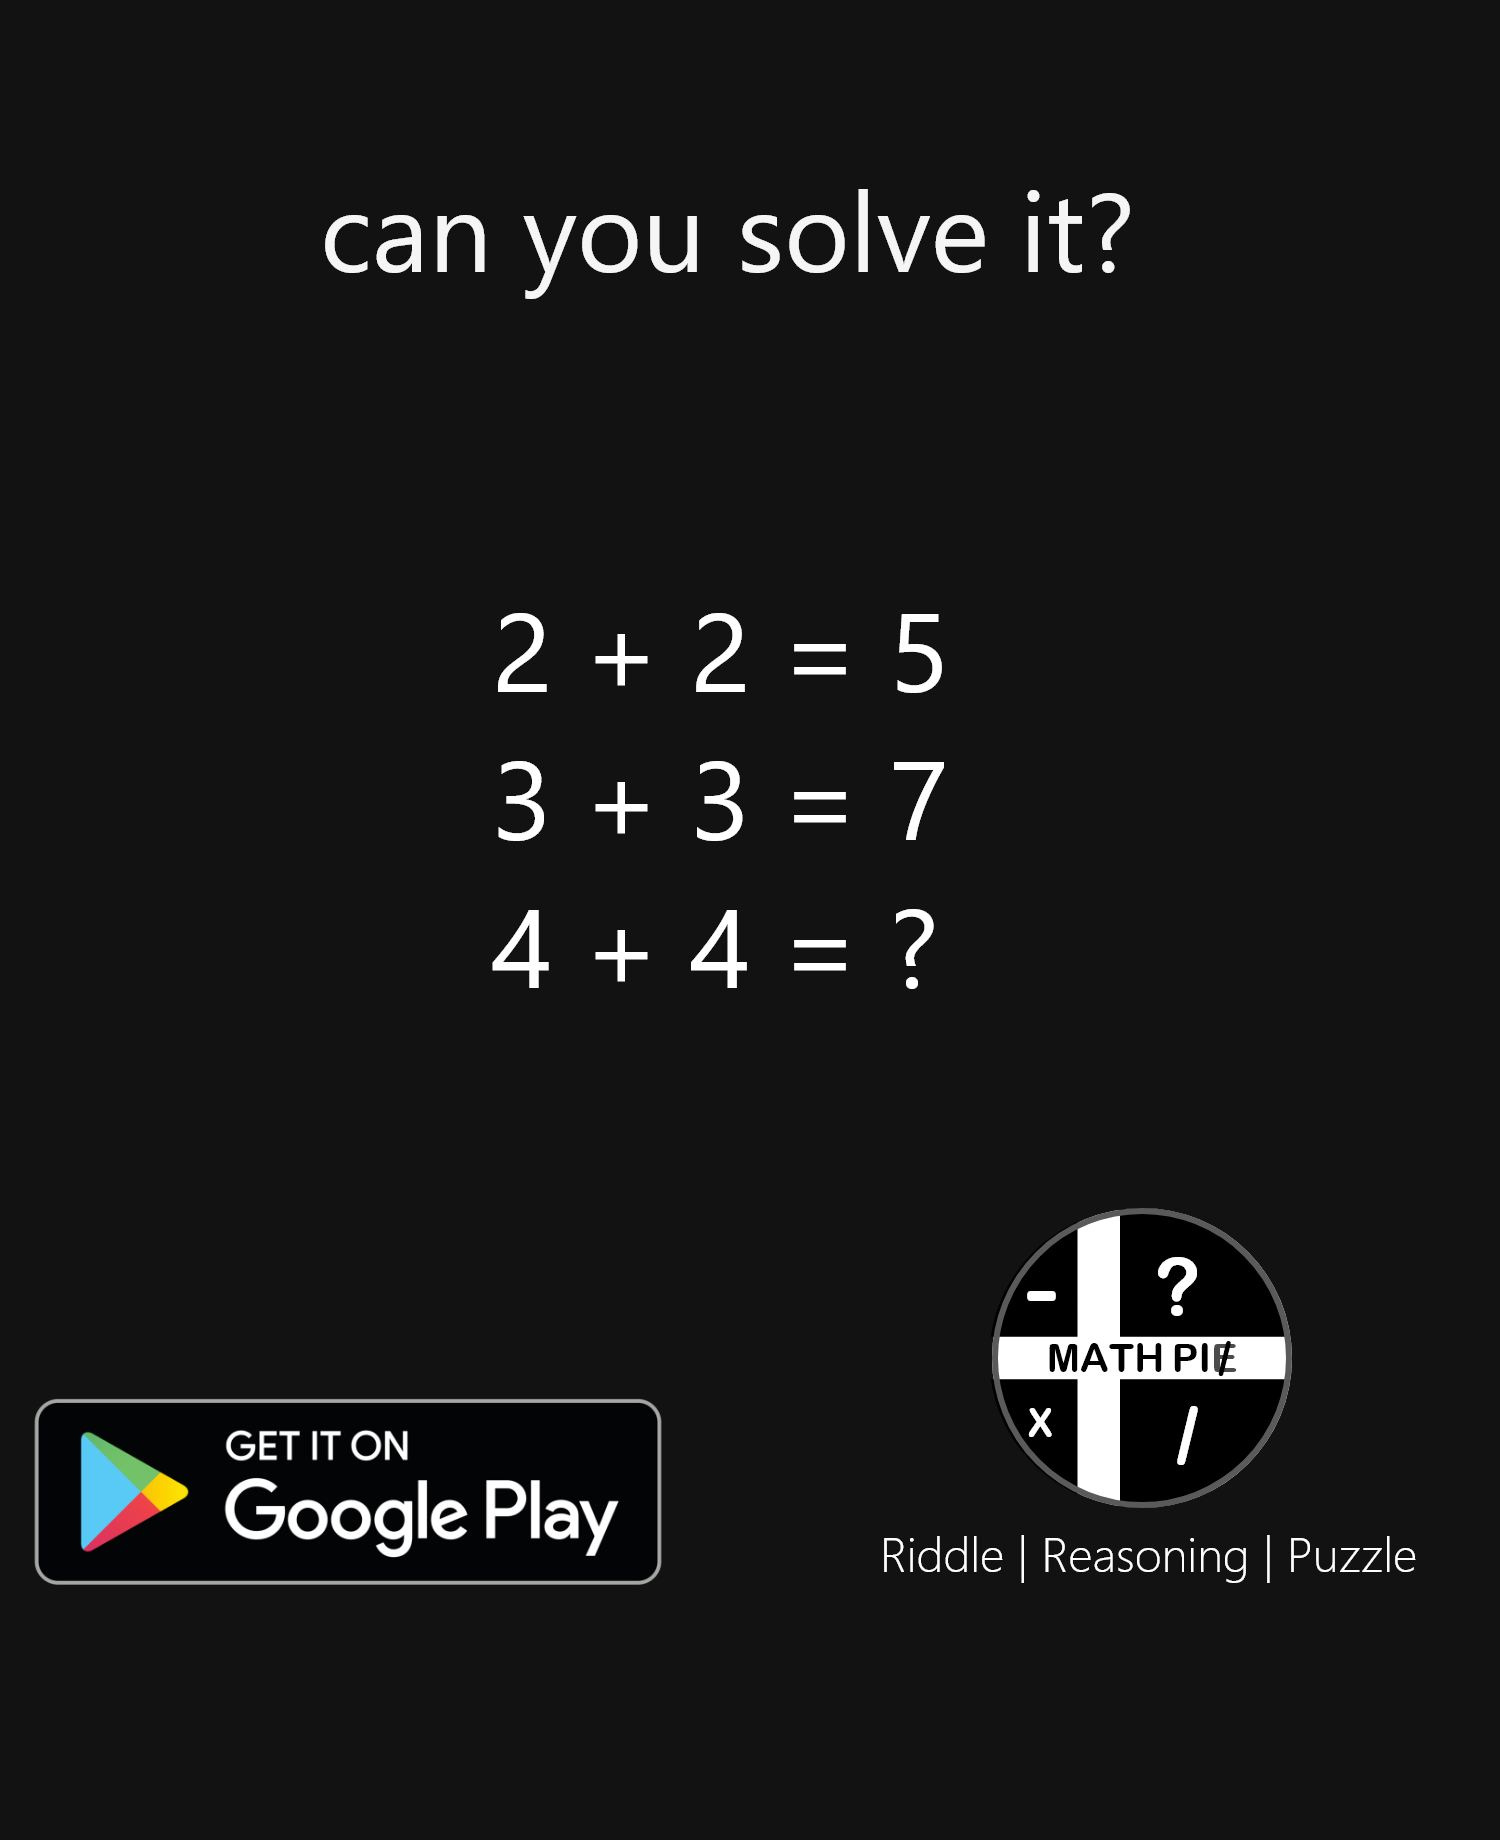 can you solve it?
2 + 2 = 5
3 + 3 = 7
4 + 4 = ?
- ?
MATH PIE
x /
GET IT ON
Google Play
Riddle | Reasoning | Puzzle